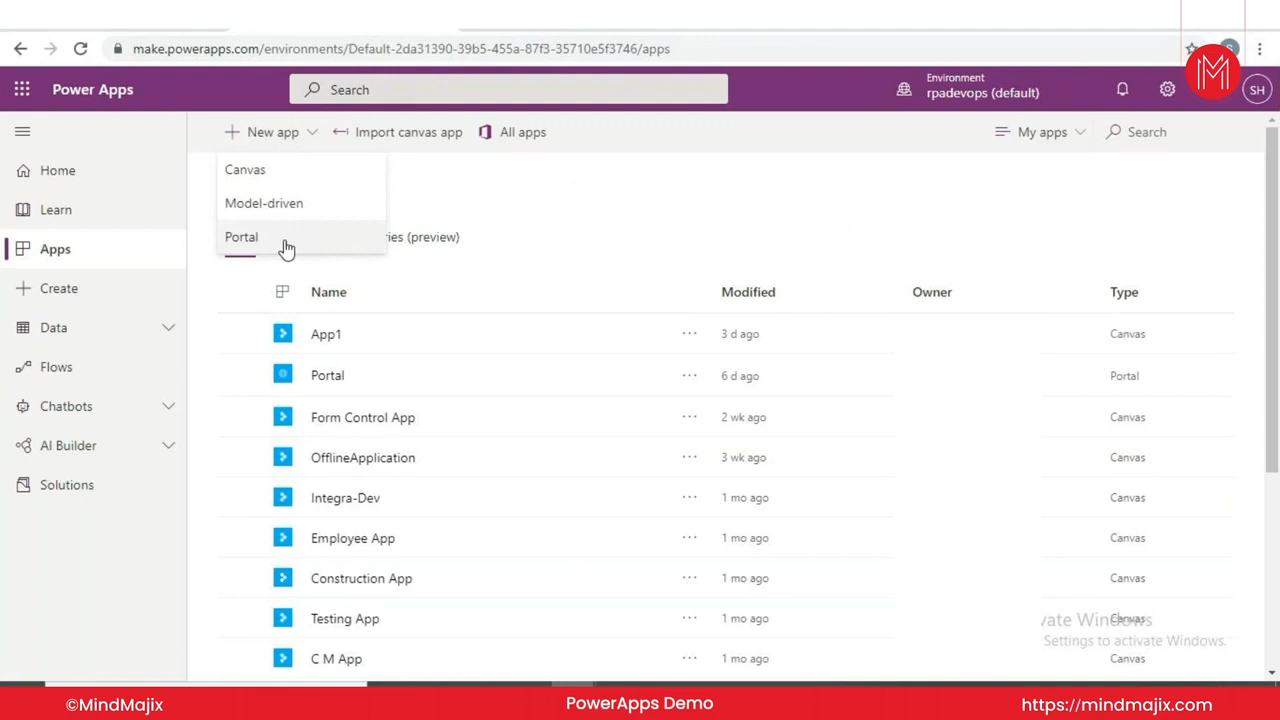 make.powerapps.com/environments/Default-2da31390-39b5-455a-87f3-35710e5f3746/apps
Power Apps
Search
Environment
rpadevops (default)
SH
New app
Import canvas app
All apps
My apps
Search
Home
Learn
Apps
Create
Data
Flows
Chatbots
AI Builder
Solutions
Canvas
Model-driven
Portal
ries (preview)
Name Modified Owner Type
App1 ··· 3 d ago Canvas
Portal ··· 6 d ago Portal
Form Control App ··· 2 wk ago Canvas
OfflineApplication ··· 3 wk ago Canvas
Integra-Dev ··· 1 mo ago Canvas
Employee App ··· 1 mo ago Canvas
Construction App ··· 1 mo ago Canvas
Testing App ··· 1 mo ago Canvas
C M App ··· 1 mo ago Canvas
vate Windows
Settings to activate Windows.
©MindMajix
PowerApps Demo
https://mindmajix.com